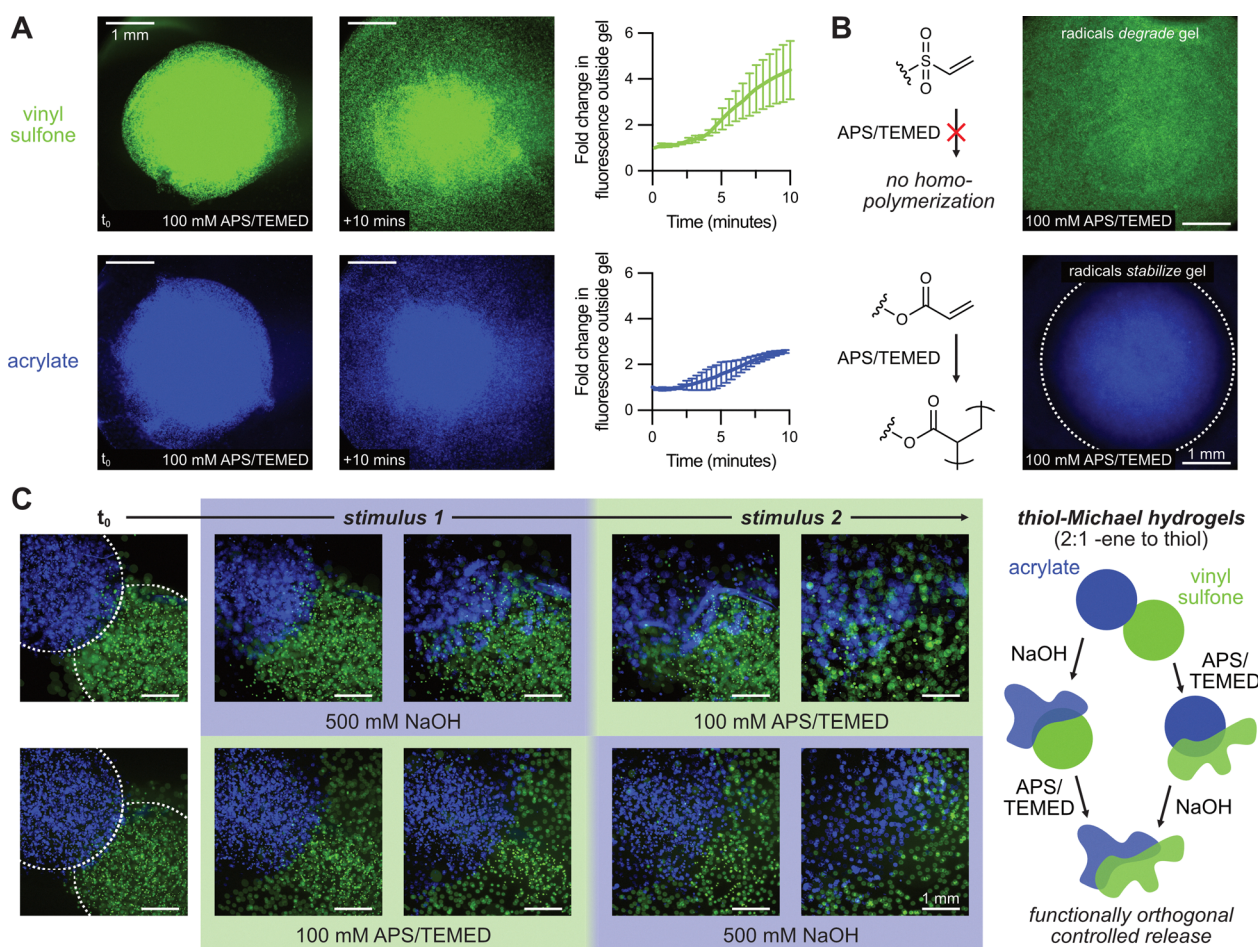 A
vinyl
sulfone
1 mm
t0
100 mm APS/TEMED
+10 mins
Fold change in
fluorescence outside gel
6
4
2
0
0
5
10
Time (minutes)
acrylate
t0
100 mM APS/TEMED
+10 mins
Fold change in
fluorescence outside gel
6
4
2
0
0
5
10
Time (minutes)
B
O
S
O
APS/TEMED
no homo-
polymerization
radicals degrade gel
100 mM APS/TEMED
O
O
APS/TEMED
O
O
radicals stabilize gel
100 mM APS/TEMED
1 mm
C
t0
stimulus 1
stimulus 2
500 mM NaOH
100 mM APS/TEMED
1 mm
100 mM APS/TEMED
500 mM NaOH
thiol-Michael hydrogels
(2:1 -ene to thiol)
acrylate
vinyl
sulfone
NaOH
APS/
TEMED
APS/
TEMED
NaOH
functionally orthogonal
controlled release